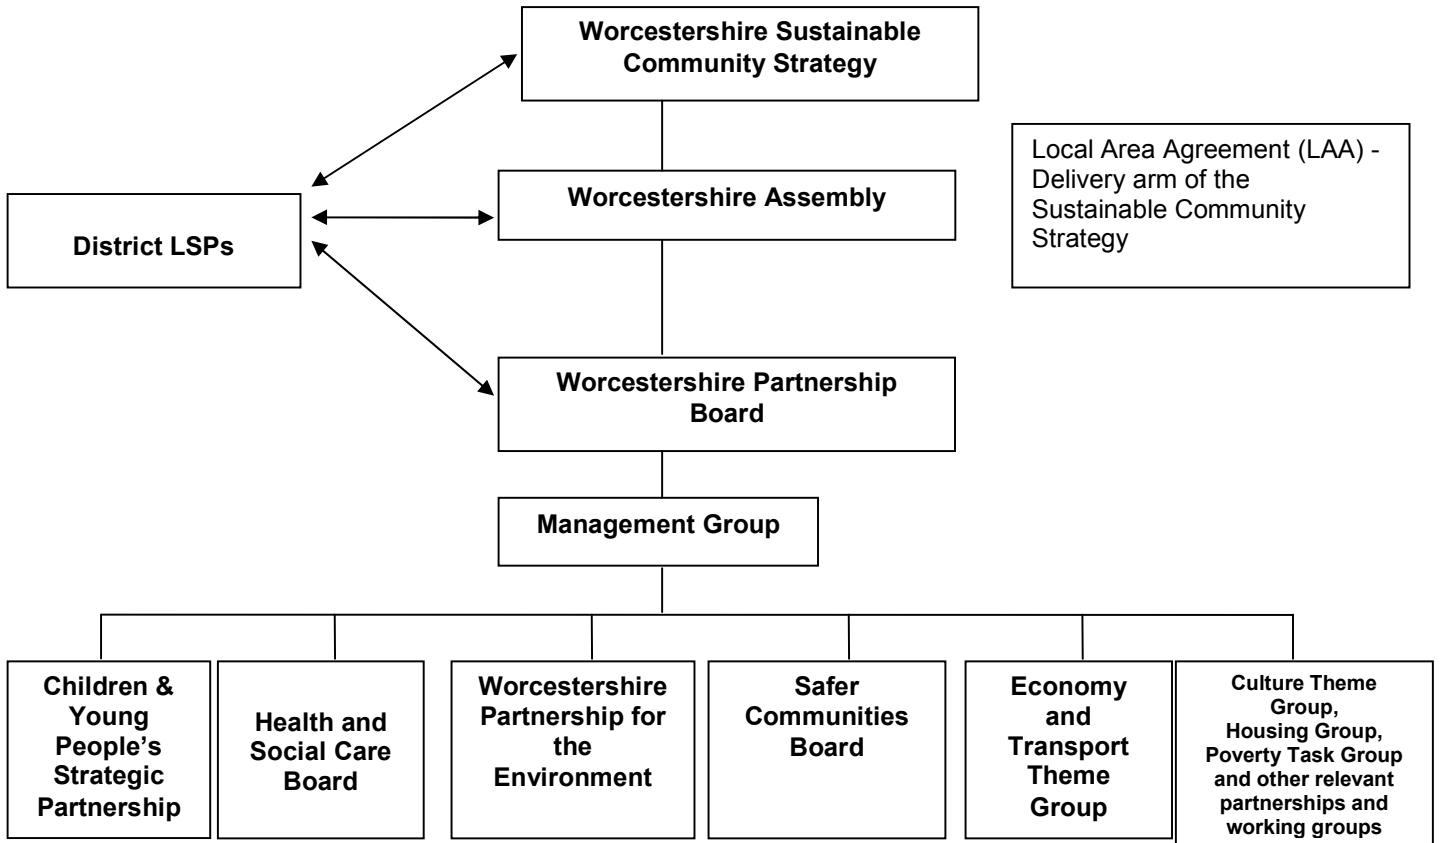 Worcestershire Sustainable
Community Strategy
Local Area Agreement (LAA) -
Delivery arm of the
Sustainable Community
Strategy
Worcestershire Assembly
District LSPs
Worcestershire Partnership
Board
Management Group
Children &
Young
People’s
Strategic
Partnership
Health and
Social Care
Board
Worcestershire
Partnership for
the
Environment
Safer
Communities
Board
Economy
and
Transport
Theme
Group
Culture Theme
Group,
Housing Group,
Poverty Task Group
and other relevant
partnerships and
working groups